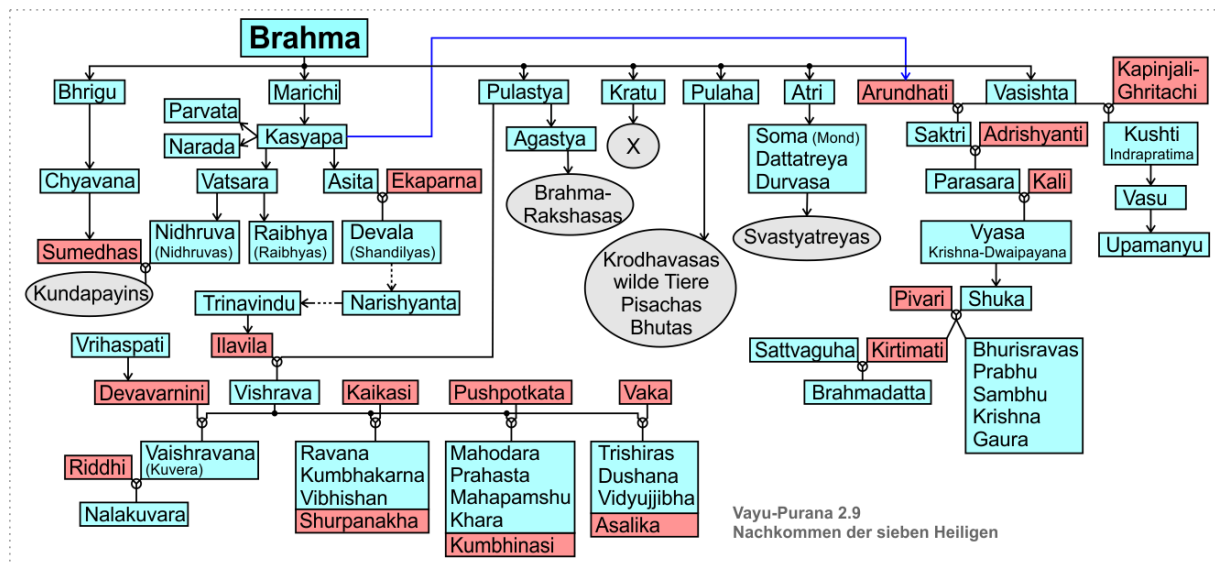 Brahma
Bhrigu
Marichi
Pulastya
Kratu
Pulaha
Atri
Arundhati
Vasishta
Kapinjali-
Ghritachi
Parvata
Narada
Kasyapa
Agastya
X
Soma (Mond)
Dattatreya
Durvasa
Saktri
Adrishyanti
Kushti
Indrapratima
Chyavana
Vatsara
Asita
Ekaparna
Brahma-
Rakshasas
Parasara
Kali
Vasu
Sumedhas
Nidhruva
(Nidhruvas)
Raibhya
(Raibhyas)
Devala
(Shandilyas)
Svastyatreyas
Vyasa
Krishna-Dwaipayana
Upamanyu
Kundapayins
Trinavindu
Narishyanta
Krodhavasas
wilde Tiere
Pisachas
Bhutas
Pivari
Shuka
Vrihaspati
Ilavila
Sattvaguha
Kirtimati
Bhurisravas
Prabhu
Sambhu
Krishna
Gaura
Brahmadatta
Devavarnini
Vishrava
Kaikasi
Pushpotkata
Vaka
Riddhi
Vaishravana
(Kuvera)
Ravana
Kumbhakarna
Vibhishan
Shurpanakha
Mahodara
Prahasta
Mahapamshu
Khara
Kumbhinasi
Trishiras
Dushana
Vidyujjibha
Asalika
Nalakuvara
Vayu-Purana 2.9
Nachkommen der sieben Heiligen